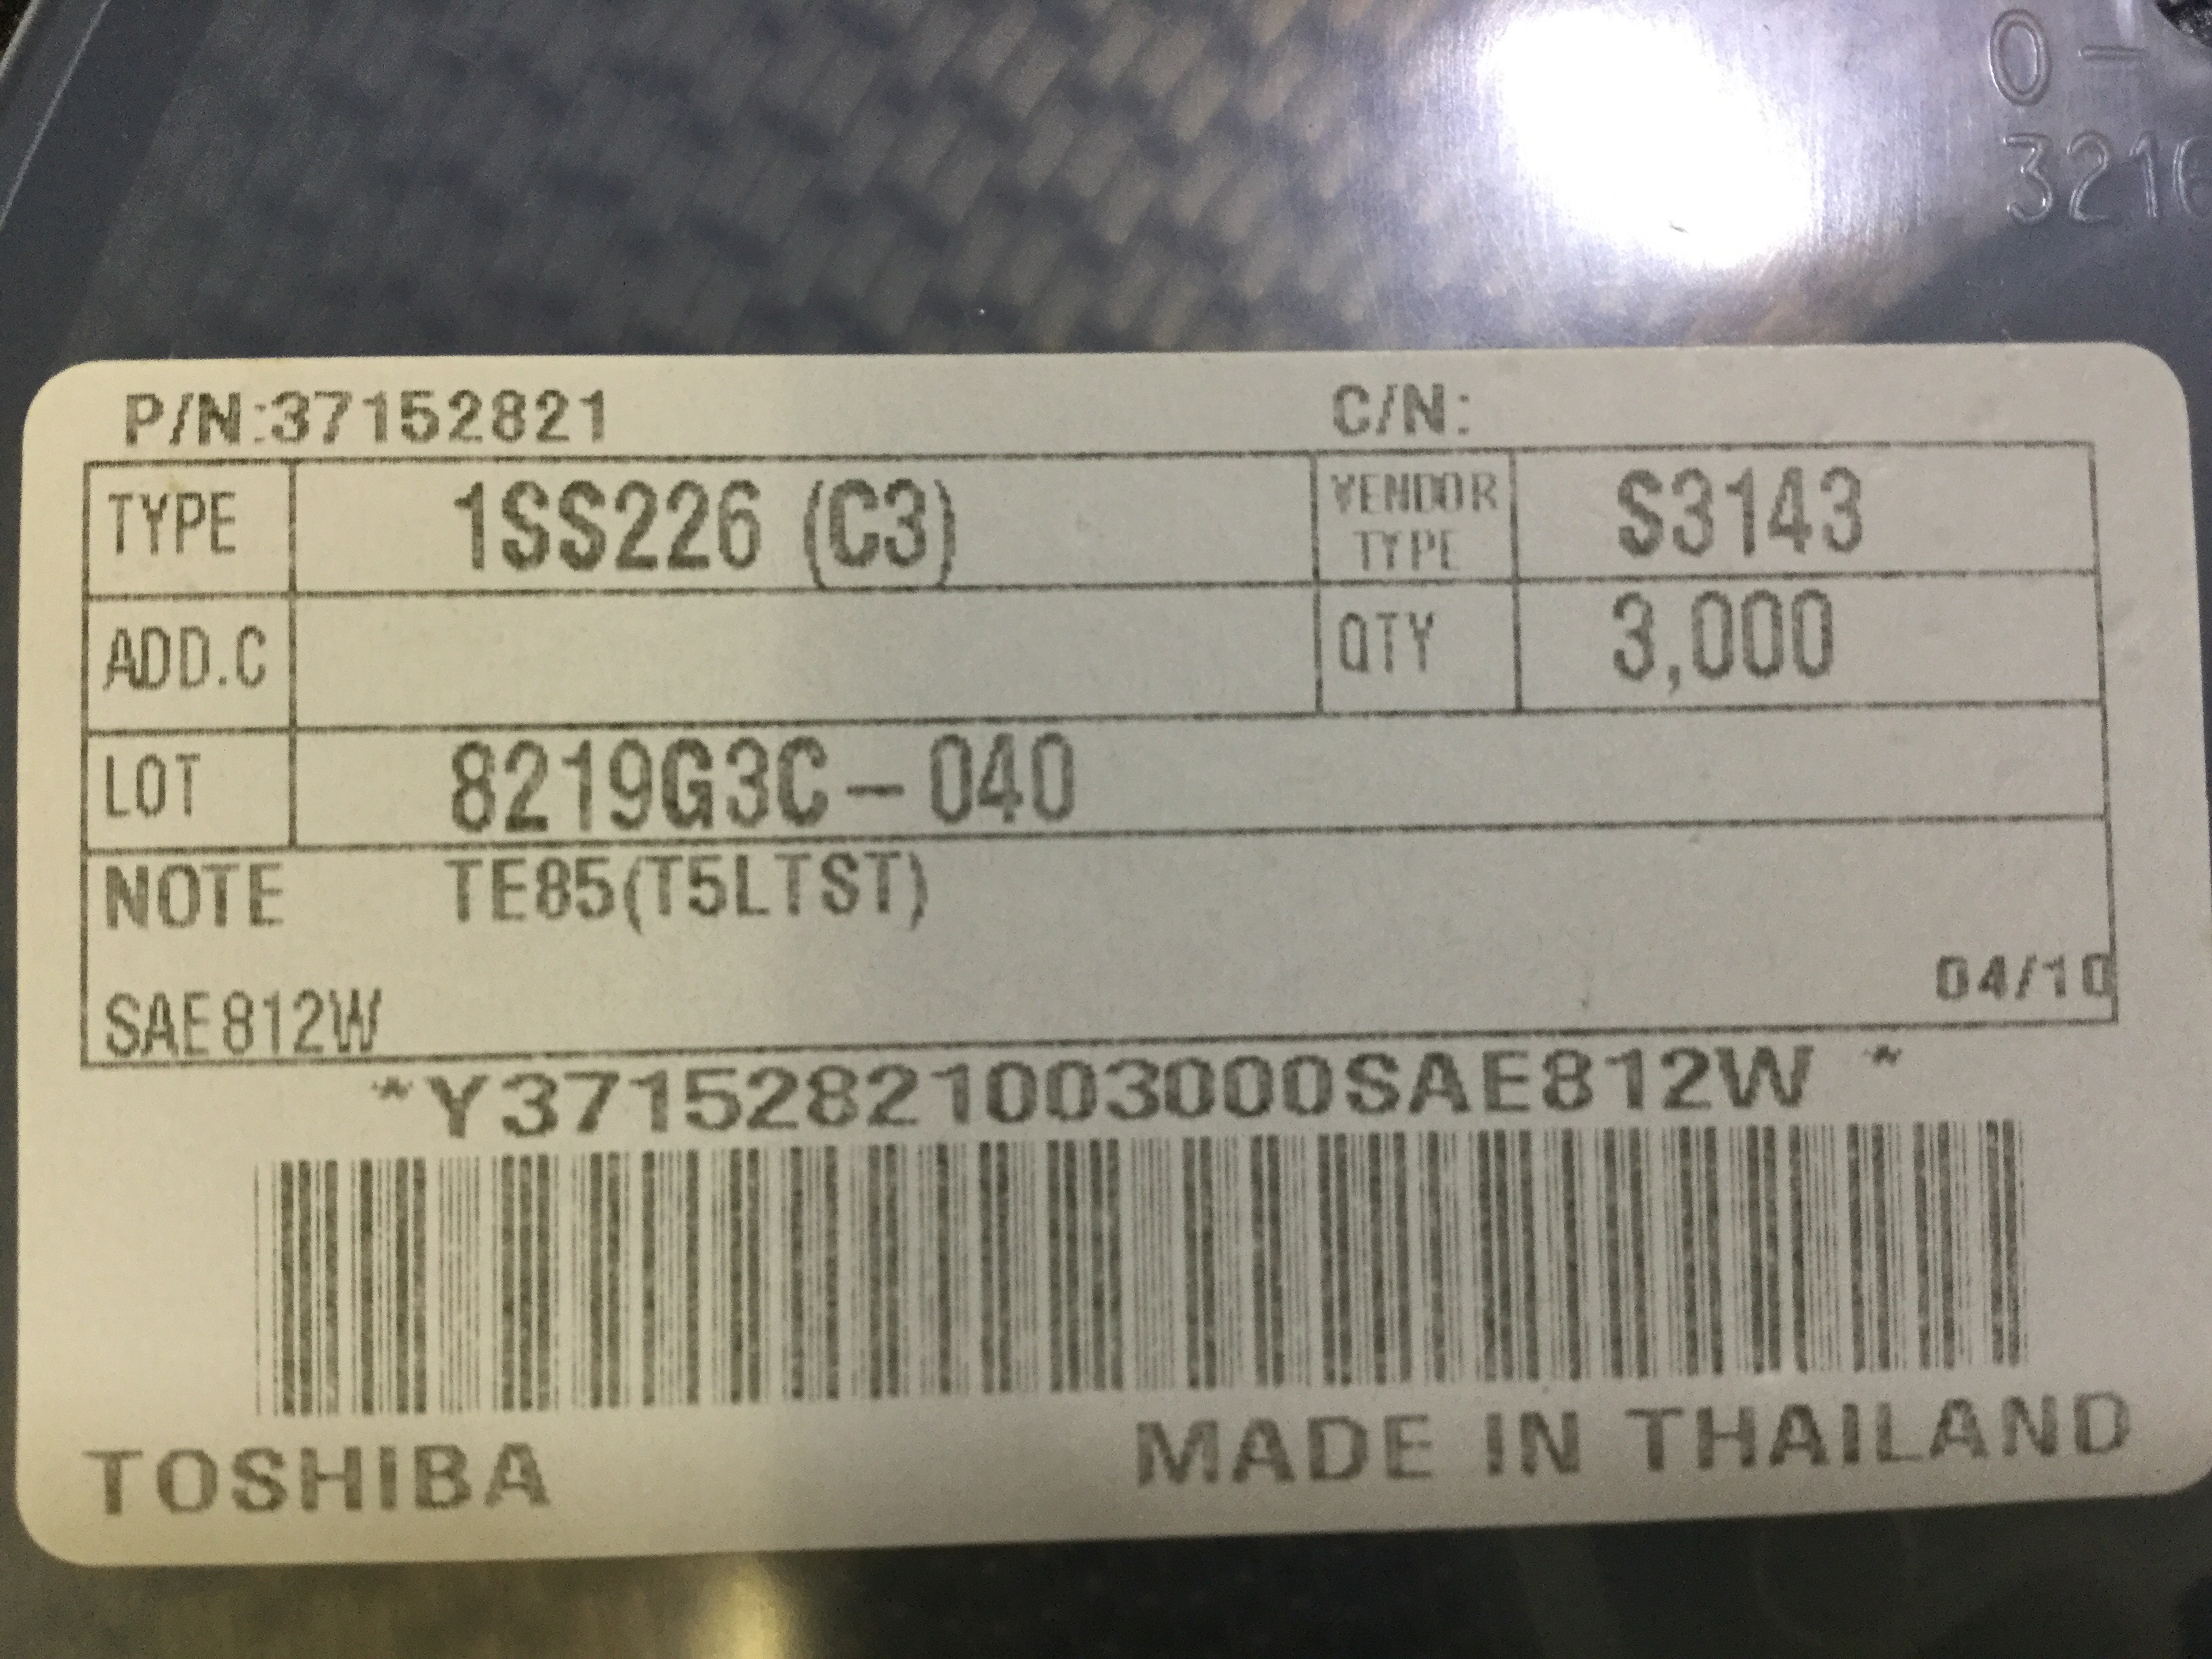 0-
3216
P/N:37152821 C/N:
TYPE 1SS226 (C3) VENDOR TYPE S3143
ADD.C QTY 3,000
LOT 8219G3C-040
NOTE TE85(T5LTST)
SAE812W 04/10
*Y37152821003000SAE812W *
TOSHIBA MADE IN THAILAND